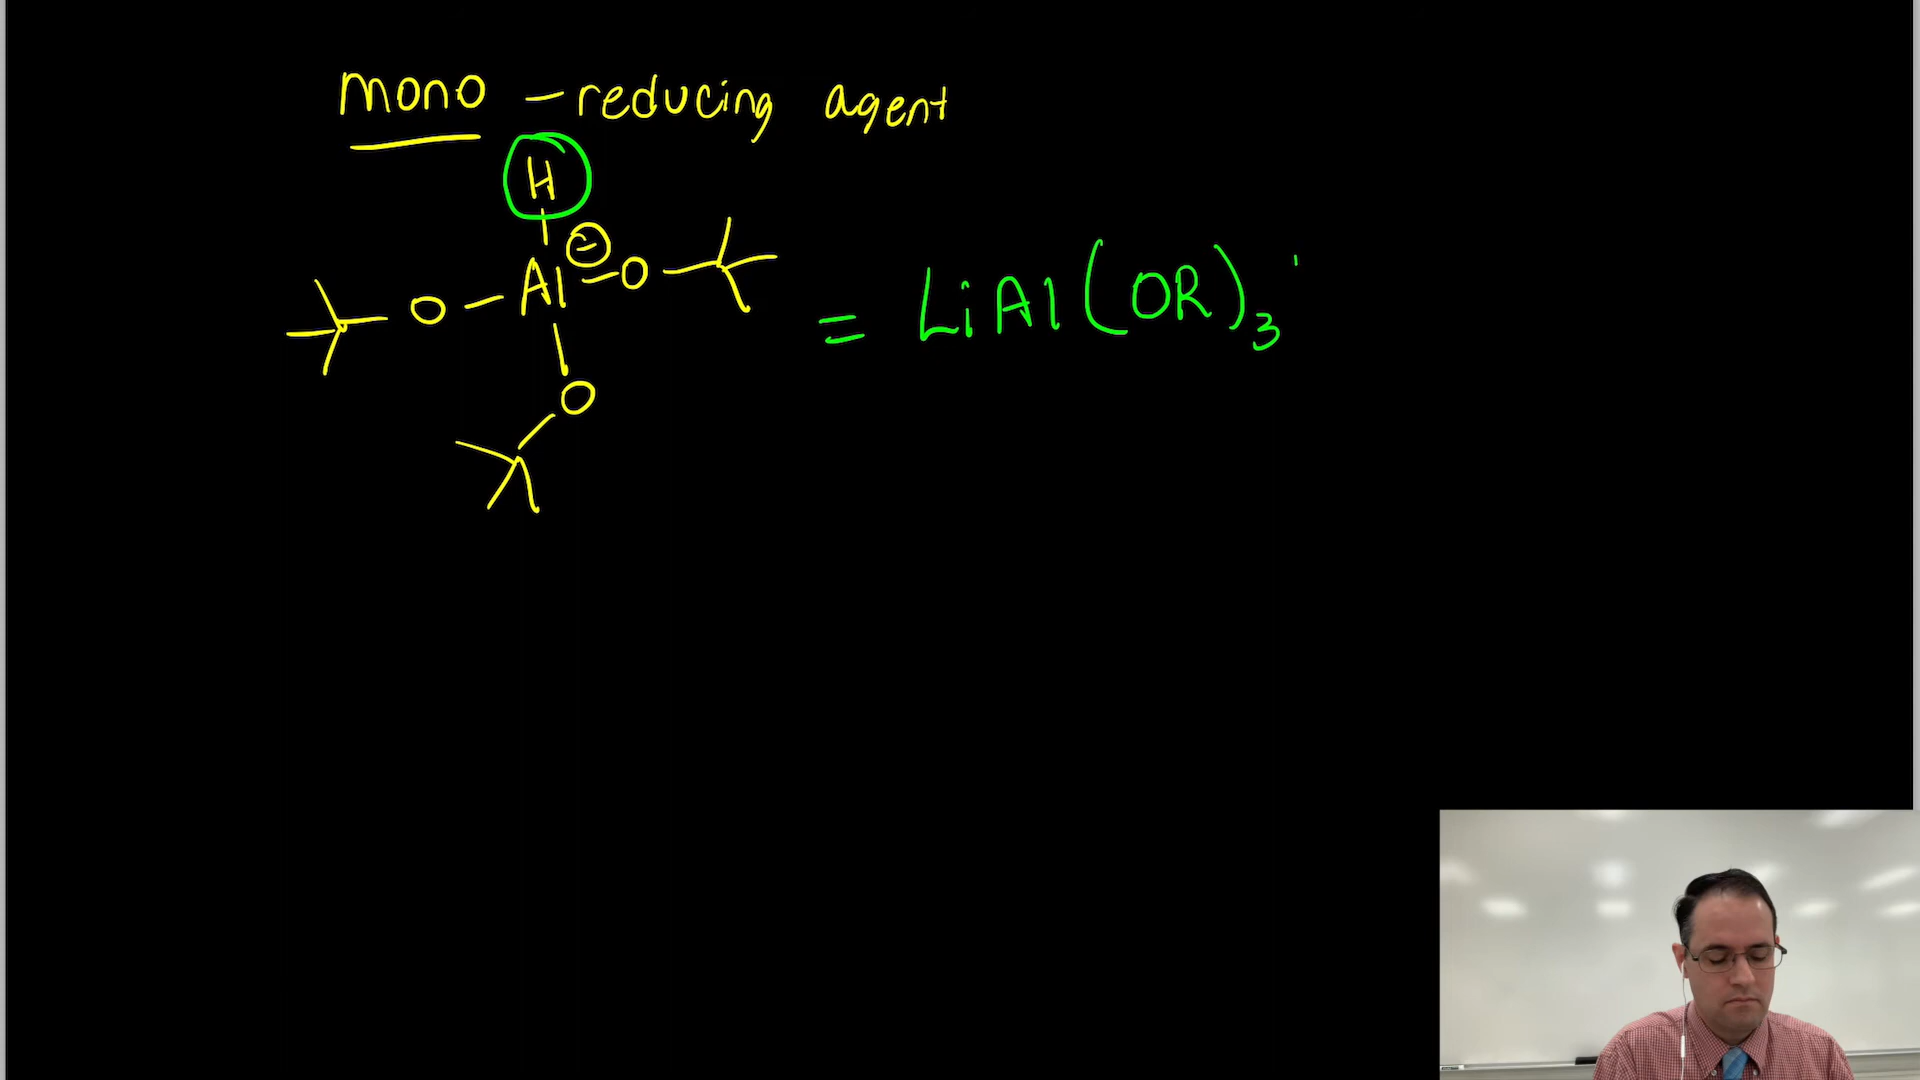 mono – reducing agent
H
⊖
O – Al – O = LiAl(OR)₃
O